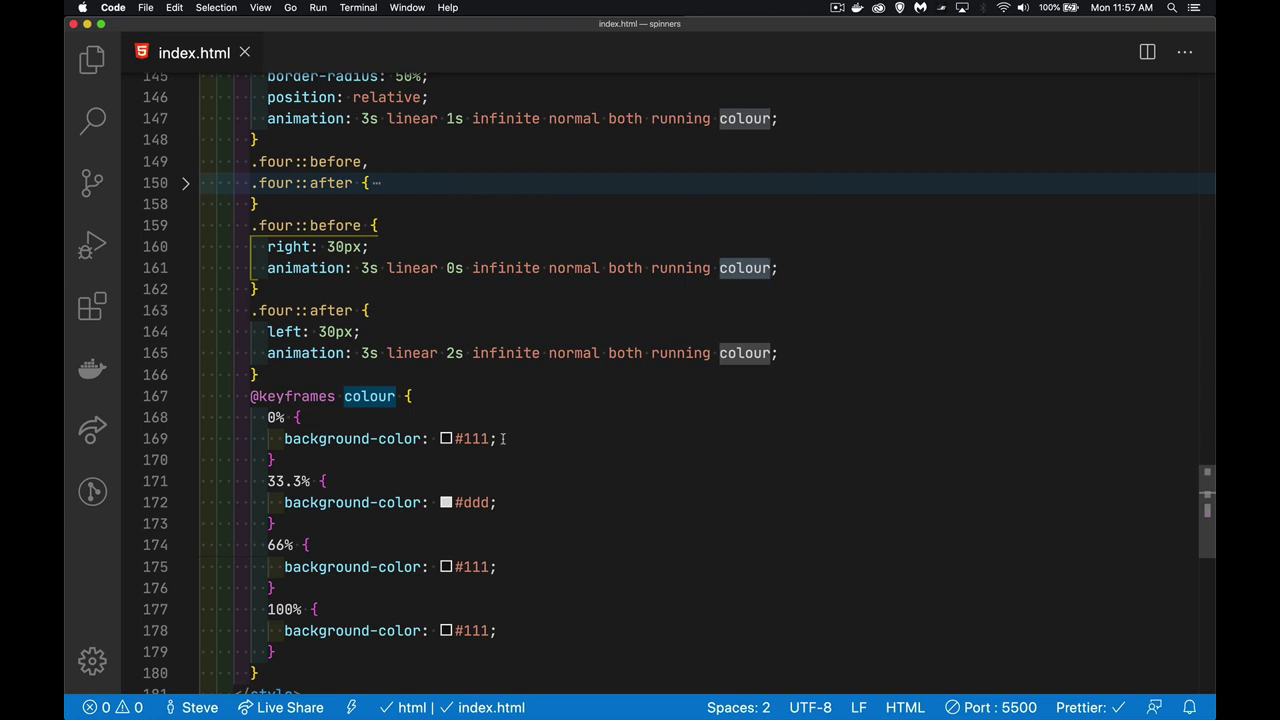 Code File Edit Selection View Go Run Terminal Window Help 100% Mon 11:57 AM
index.html — spinners
index.html
145 border-radius: 50%;
146 position: relative;
147 animation: 3s linear 1s infinite normal both running colour;
148 }
149 .four::before,
150 .four::after {…
158 }
159 .four::before {
160 right: 30px;
161 animation: 3s linear 0s infinite normal both running colour;
162 }
163 .four::after {
164 left: 30px;
165 animation: 3s linear 2s infinite normal both running colour;
166 }
167 @keyframes colour {
168 0% {
169 background-color: #111;
170 }
171 33.3% {
172 background-color: #ddd;
173 }
174 66% {
175 background-color: #111;
176 }
177 100% {
178 background-color: #111;
179 }
180 }
181 </style>
0 0 Steve Live Share html | index.html Spaces: 2 UTF-8 LF HTML Port : 5500 Prettier: